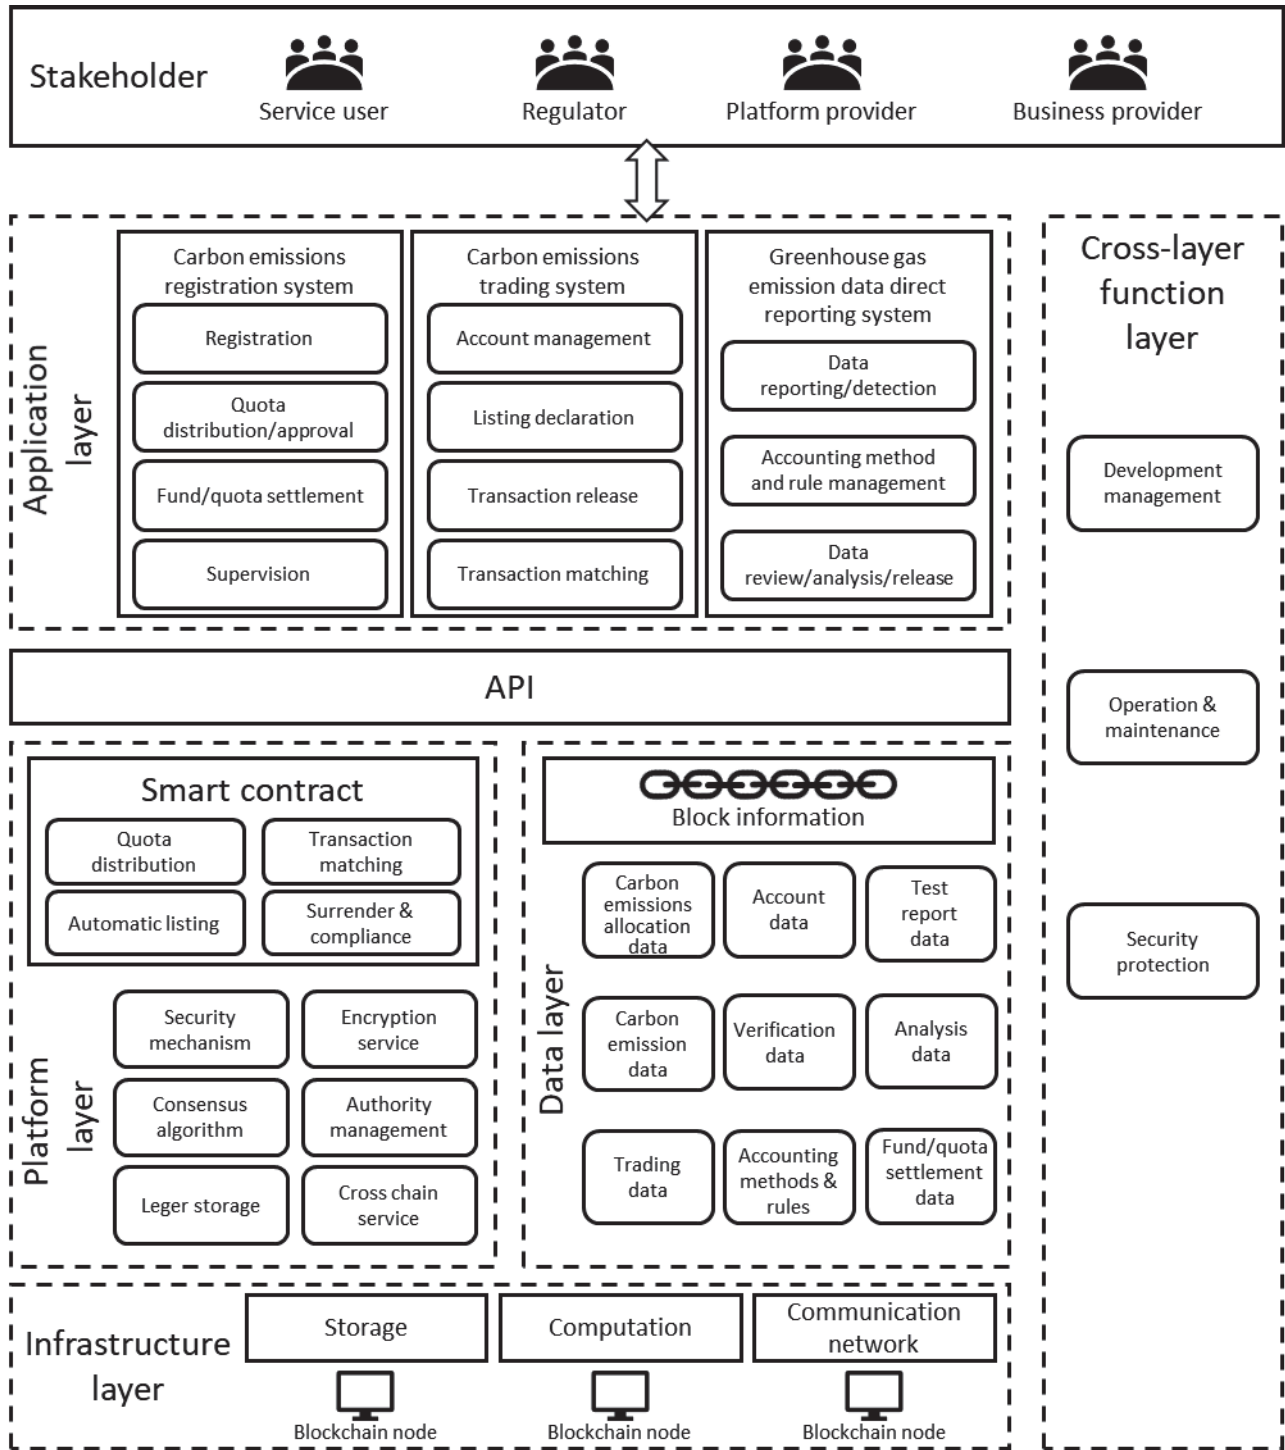 Stakeholder
Service user
Regulator
Platform provider
Business provider
Application
layer
Carbon emissions
registration system
Registration
Quota
distribution/approval
Fund/quota settlement
Supervision
Carbon emissions
trading system
Account management
Listing declaration
Transaction release
Transaction matching
Greenhouse gas
emission data direct
reporting system
Data
reporting/detection
Accounting method
and rule management
Data
review/analysis/release
Cross-layer
function
layer
Development
management
Operation &
maintenance
Security
protection
API
Smart contract
Quota
distribution
Transaction
matching
Automatic listing
Surrender &
compliance
Platform
layer
Security
mechanism
Encryption
service
Consensus
algorithm
Authority
management
Leger storage
Cross chain
service
Block information
Data layer
Carbon
emissions
allocation
data
Account
data
Test
report
data
Carbon
emission
data
Verification
data
Analysis
data
Trading
data
Accounting
methods &
rules
Fund/quota
settlement
data
Infrastructure
layer
Storage
Computation
Communication
network
Blockchain node
Blockchain node
Blockchain node